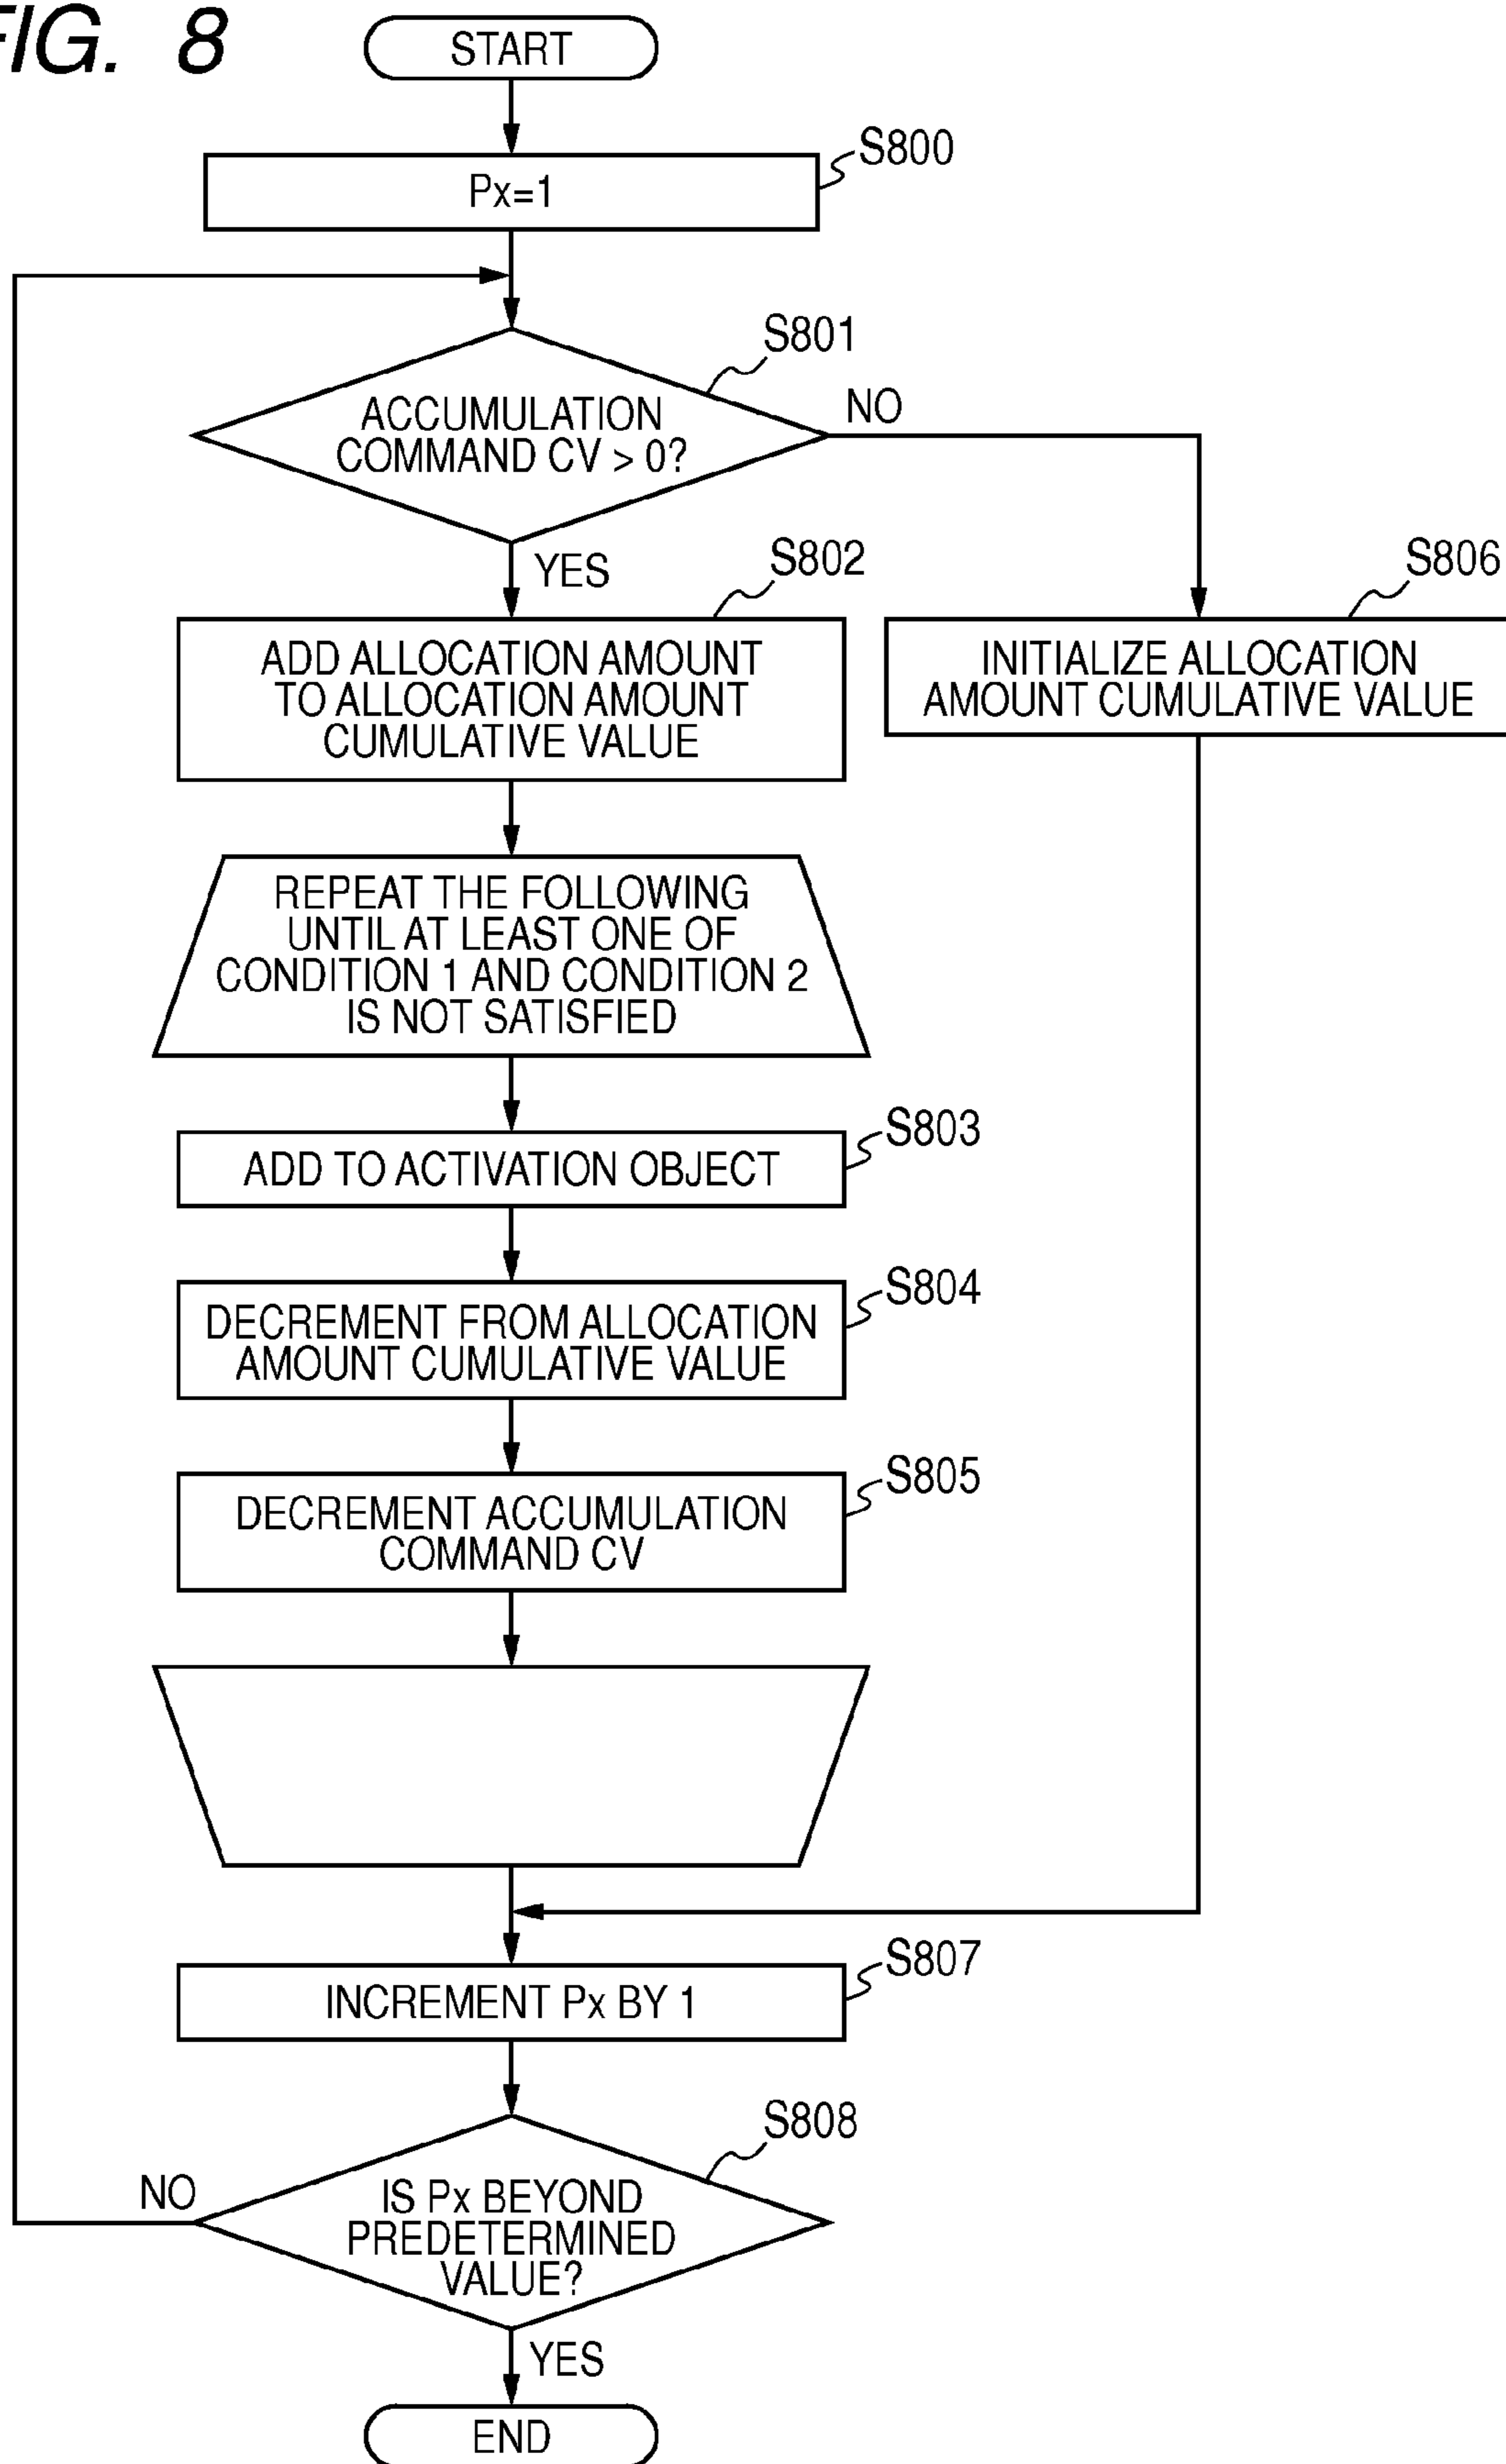 FIG. 8
START
S800
Px=1
S801
ACCUMULATION
COMMAND CV > 0?
NO
YES
S802
ADD ALLOCATION AMOUNT
TO ALLOCATION AMOUNT
CUMULATIVE VALUE
S806
INITIALIZE ALLOCATION
AMOUNT CUMULATIVE VALUE
REPEAT THE FOLLOWING
UNTIL AT LEAST ONE OF
CONDITION 1 AND CONDITION 2
IS NOT SATISFIED
S803
ADD TO ACTIVATION OBJECT
S804
DECREMENT FROM ALLOCATION
AMOUNT CUMULATIVE VALUE
S805
DECREMENT ACCUMULATION
COMMAND CV
S807
INCREMENT Px BY 1
S808
IS Px BEYOND
PREDETERMINED
VALUE?
NO
YES
END